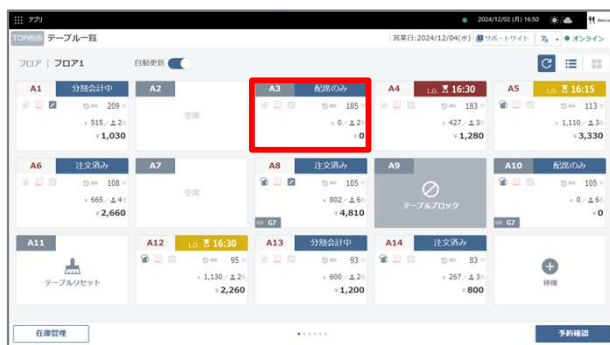 アプリ 2024/12/02 (月) 16:50
TOP画面 テーブル一覧 営業日:2024/12/04(水) サポートサイト オンライン
フロア | フロア1 自動更新
A1 分割会計中 A2 A3 配席のみ A4 L.O. 16:30 A5 L.O. 16:15
209 空席 185 183 113
515 / 2 0 / 2 427 / 3 1,110 / 3
¥1,030 ¥0 ¥1,280 ¥3,330
A6 注文済み A7 A8 注文済み A9 A10 配席のみ
108 空席 105 テーブルブロック 105
665 / 4 802 / 6 0 / 6
¥2,660 G7 ¥4,810 G7 ¥0
A11 A12 L.O. 16:30 A13 分割会計中 A14 注文済み
テーブルリセット 95 93 83 待機
1,130 / 2 600 / 2 267 / 3
¥2,260 ¥1,200 ¥800
在庫管理 予約確認